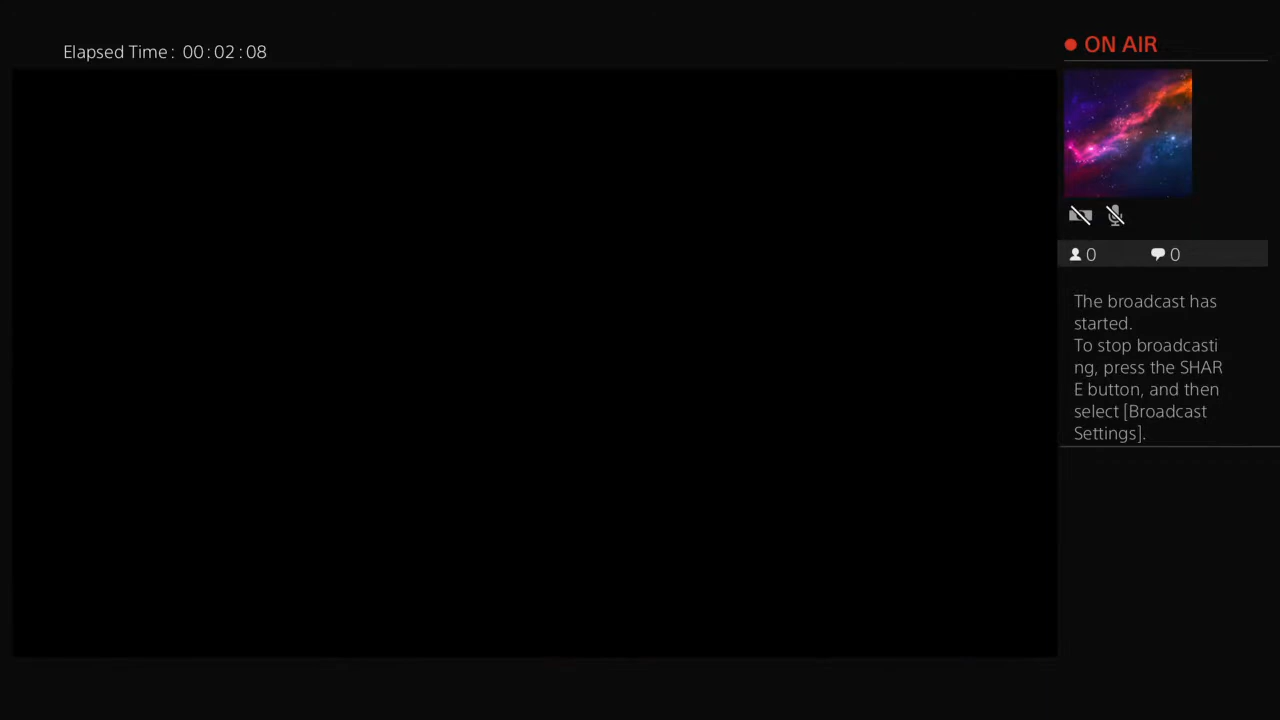 Elapsed Time: 00:02:08
ON AIR
0 0
The broadcast has
started.
To stop broadcasti
ng, press the SHAR
E button, and then
select [Broadcast
Settings].